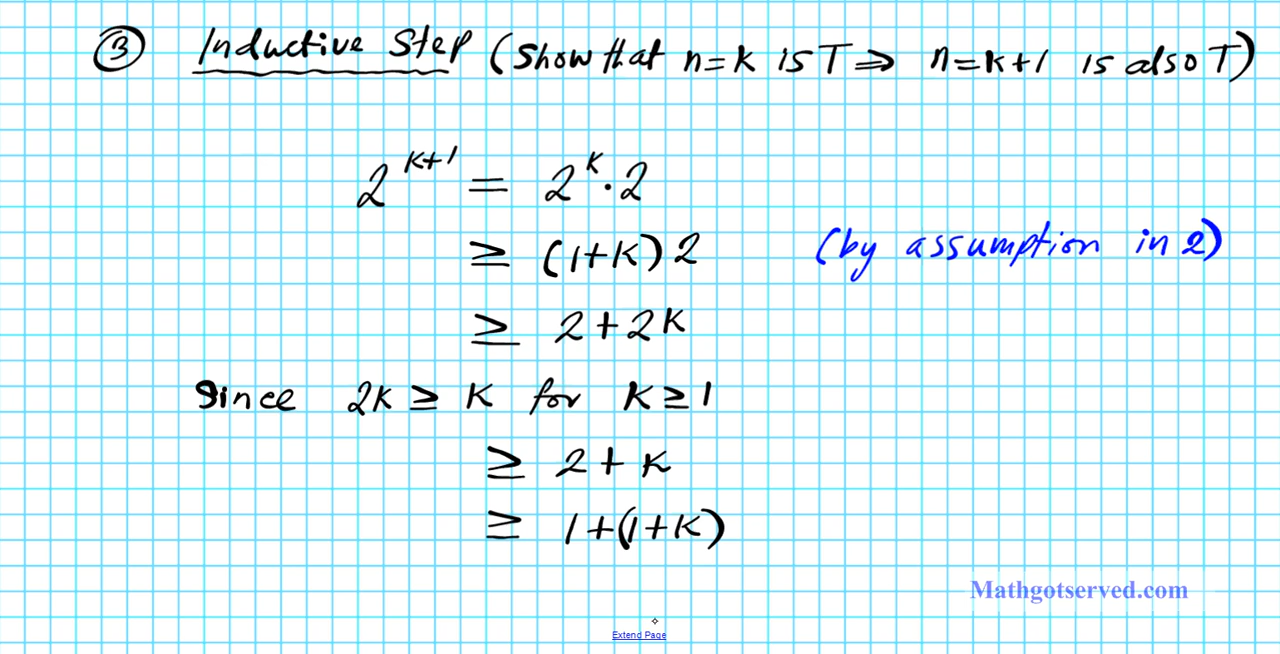 ③ Inductive Step (Show that n=k is T ⇒ n=k+1 is also T)
2^{k+1} = 2^k · 2
≥ (1+k)2 (by assumption in 2)
≥ 2+2k
Since 2k ≥ k for k ≥ 1
≥ 2+k
≥ 1+(1+k)
Mathgotserved.com
Extend Page